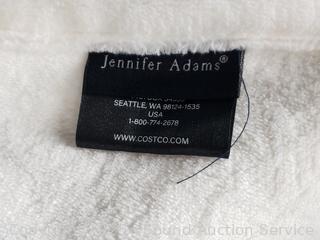 Jennifer Adams®
SEATTLE, WA 98124-1535
USA
1-800-774-2678
WWW.COSTCO.COM
Sound Auction Service